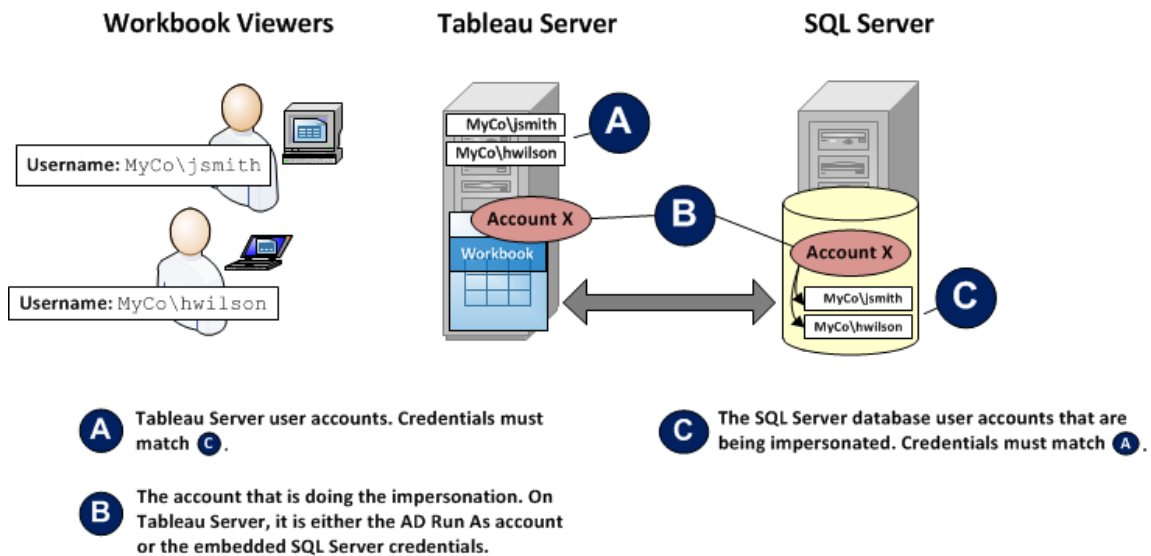 Workbook Viewers
Tableau Server
SQL Server
Username: MyCo\jsmith
Username: MyCo\hwilson
MyCo\jsmith
MyCo\hwilson
A
Account X
Workbook
B
Account X
MyCo\jsmith
MyCo\hwilson
C
A
Tableau Server user accounts. Credentials must
match C .
B
The account that is doing the impersonation. On
Tableau Server, it is either the AD Run As account
or the embedded SQL Server credentials.
C
The SQL Server database user accounts that are
being impersonated. Credentials must match A .